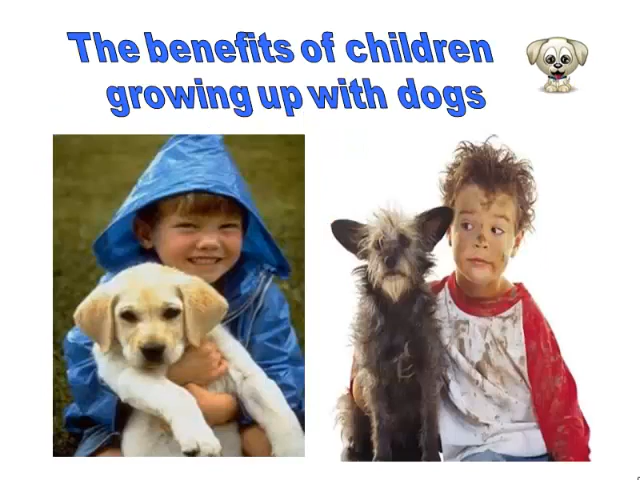 The benefits of children
growing up with dogs